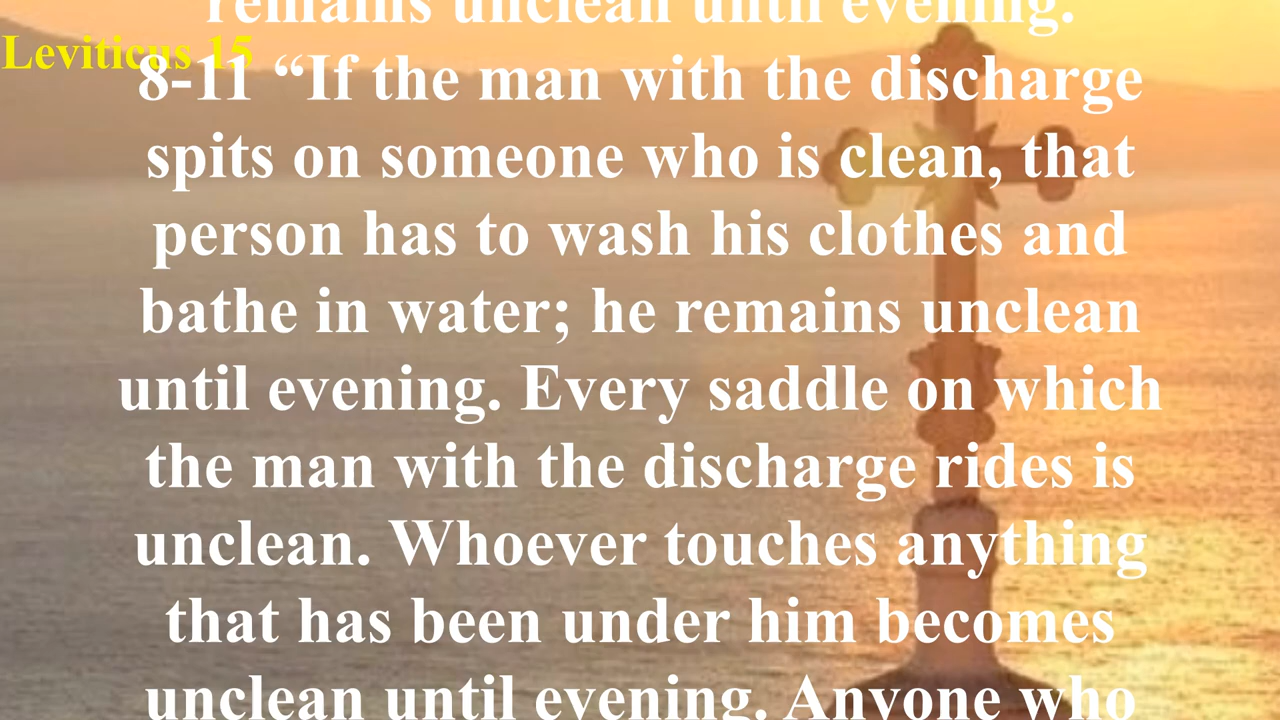 remains unclean until evening.
Leviticus 15
8-11 “If the man with the discharge
spits on someone who is clean, that
person has to wash his clothes and
bathe in water; he remains unclean
until evening. Every saddle on which
the man with the discharge rides is
unclean. Whoever touches anything
that has been under him becomes
unclean until evening. Anyone who